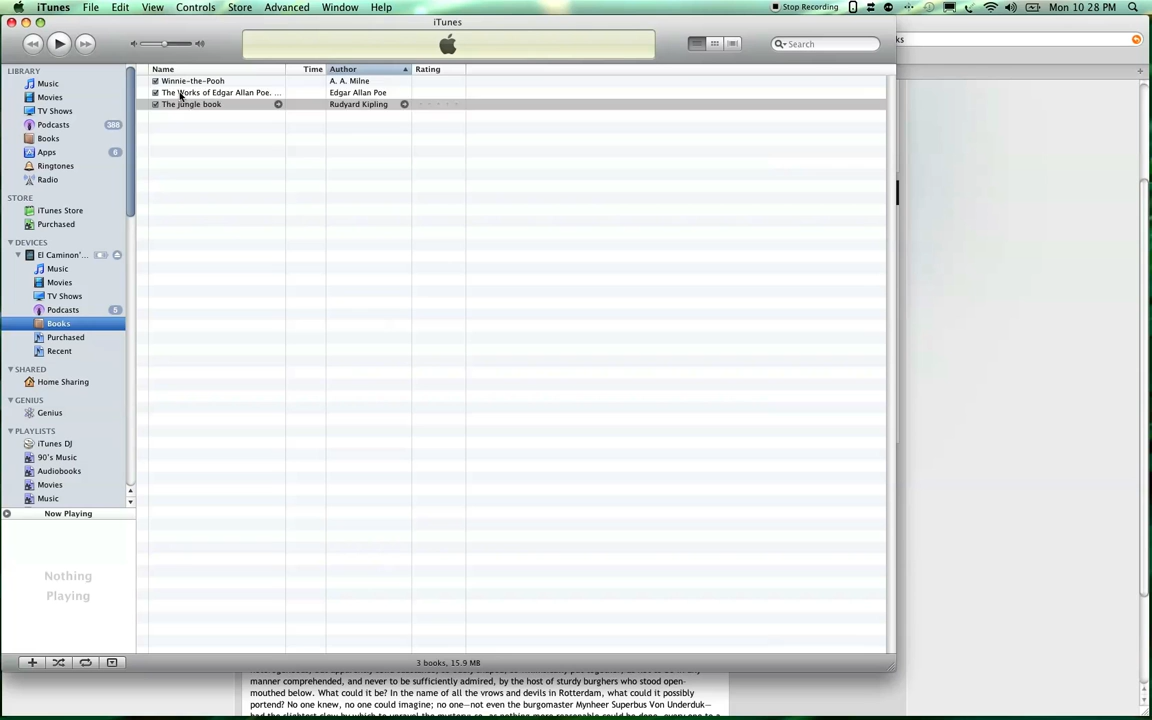 iTunes File Edit View Controls Store Advanced Window Help Stop Recording Mon 10:28 PM
iTunes
Search
ks
LIBRARY
Music
Movies
TV Shows
Podcasts 388
Books
Apps 6
Ringtones
Radio
STORE
iTunes Store
Purchased
DEVICES
El Caminon'...
Music
Movies
TV Shows
Podcasts 5
Books
Purchased
Recent
SHARED
Home Sharing
GENIUS
Genius
PLAYLISTS
iTunes DJ
90's Music
Audiobooks
Movies
Music
Now Playing
Nothing
Playing
Name Time Author Rating
Winnie-the-Pooh A. A. Milne
The Works of Edgar Allan Poe. ... Edgar Allan Poe
The jungle book Rudyard Kipling
3 books, 15.9 MB
manner comprehended, and never to be sufficiently admired, by the host of sturdy burghers who stood open-
mouthed below. What could it be? In the name of all the vrows and devils in Rotterdam, what could it possibly
portend? No one knew, no one could imagine; no one—not even the burgomaster Mynheer Superbus Von Underduk—